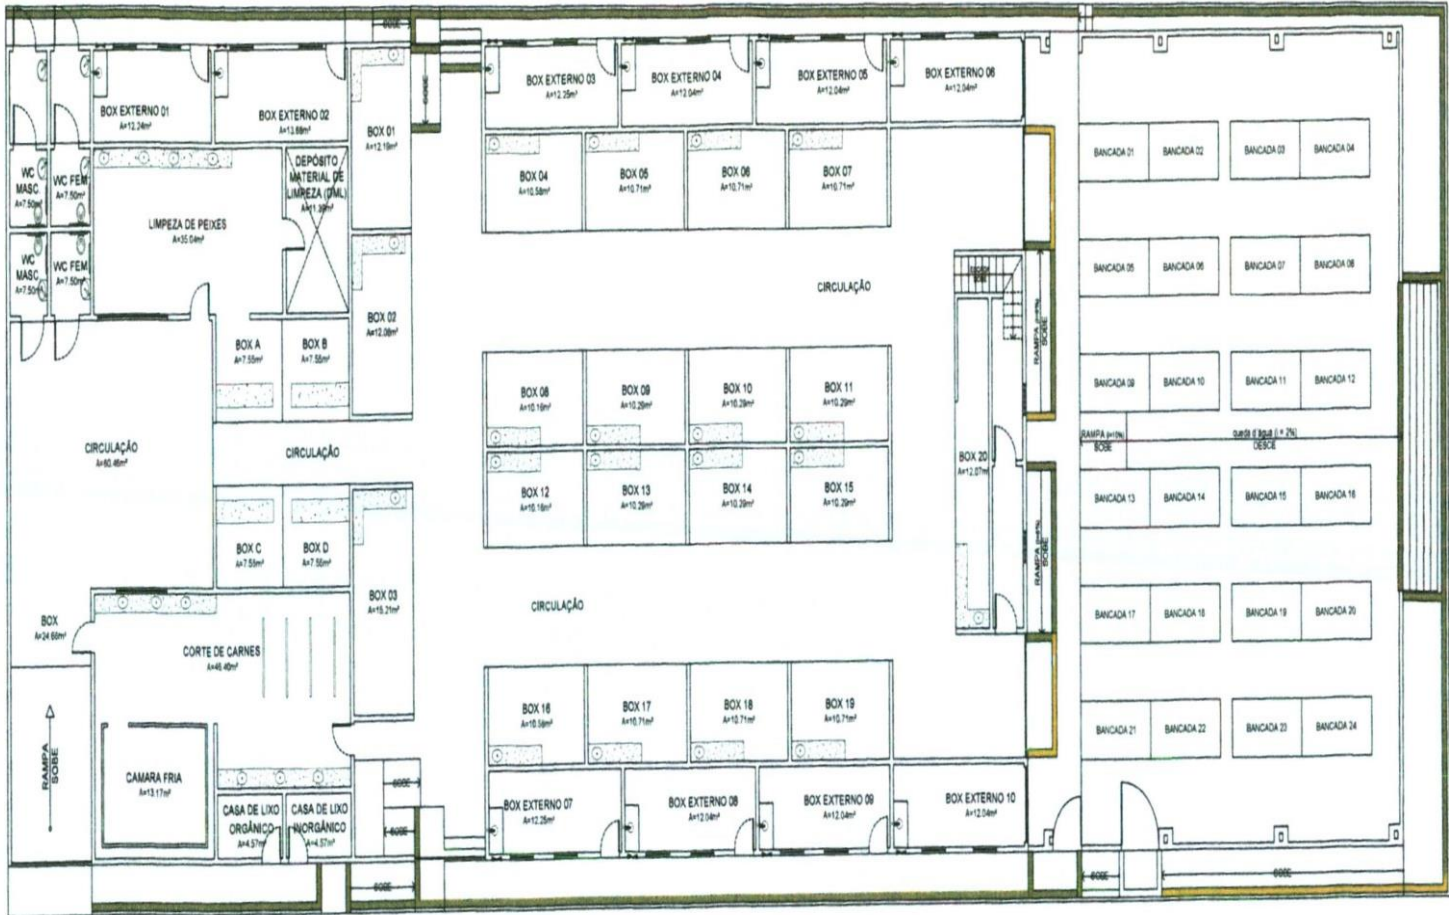 SOBE
BOX EXTERNO 01
A=12.24m²
BOX EXTERNO 02
A=13.88m²
BOX 01
A=12.19m²
SOBE
BOX EXTERNO 03
A=12.25m²
BOX EXTERNO 04
A=12.04m²
BOX EXTERNO 05
A=12.04m²
BOX EXTERNO 06
A=12.04m²
WC
MASC
A=7.50m²
WC FEM
A=7.50m²
WC
MASC
A=7.50m²
WC FEM
A=7.50m²
LIMPEZA DE PEIXES
A=35.04m²
DEPÓSITO
MATERIAL DE
LIMPEZA (DML)
BOX 04
A=10.58m²
BOX 05
A=10.71m²
BOX 06
A=10.71m²
BOX 07
A=10.71m²
BANCADA 01
BANCADA 02
BANCADA 03
BANCADA 04
CIRCULAÇÃO
BANCADA 05
BANCADA 06
BANCADA 07
BANCADA 08
BOX A
A=7.55m²
BOX B
A=7.55m²
BOX 02
A=12.08m²
RAMPA
SOBE
BOX 08
A=10.16m²
BOX 09
A=10.29m²
BOX 10
A=10.29m²
BOX 11
A=10.29m²
BANCADA 09
BANCADA 10
BANCADA 11
BANCADA 12
CIRCULAÇÃO
A=60.46m²
CIRCULAÇÃO
BOX 20
A=12.07m²
RAMPA (i=10%)
SOBE
queda d'água (i = 2%)
DESCE
BOX 12
A=10.16m²
BOX 13
A=10.29m²
BOX 14
A=10.29m²
BOX 15
A=10.29m²
BANCADA 13
BANCADA 14
BANCADA 15
BANCADA 16
BOX C
A=7.55m²
BOX D
A=7.55m²
BOX 03
A=15.21m²
RAMPA
SOBE
CIRCULAÇÃO
BOX
A=24.66m²
CORTE DE CARNES
A=46.40m²
BANCADA 17
BANCADA 18
BANCADA 19
BANCADA 20
BOX 16
A=10.58m²
BOX 17
A=10.71m²
BOX 18
A=10.71m²
BOX 19
A=10.71m²
BANCADA 21
BANCADA 22
BANCADA 23
BANCADA 24
RAMPA
SOBE
CAMARA FRIA
A=13.17m²
SOBE
CASA DE LIXO
ORGÂNICO
A=4.57m²
CASA DE LIXO
INORGÂNICO
A=4.57m²
SOBE
BOX EXTERNO 07
A=12.25m²
BOX EXTERNO 08
A=12.04m²
BOX EXTERNO 09
A=12.04m²
BOX EXTERNO 10
A=12.04m²
SOBE
SOBE
SOBE